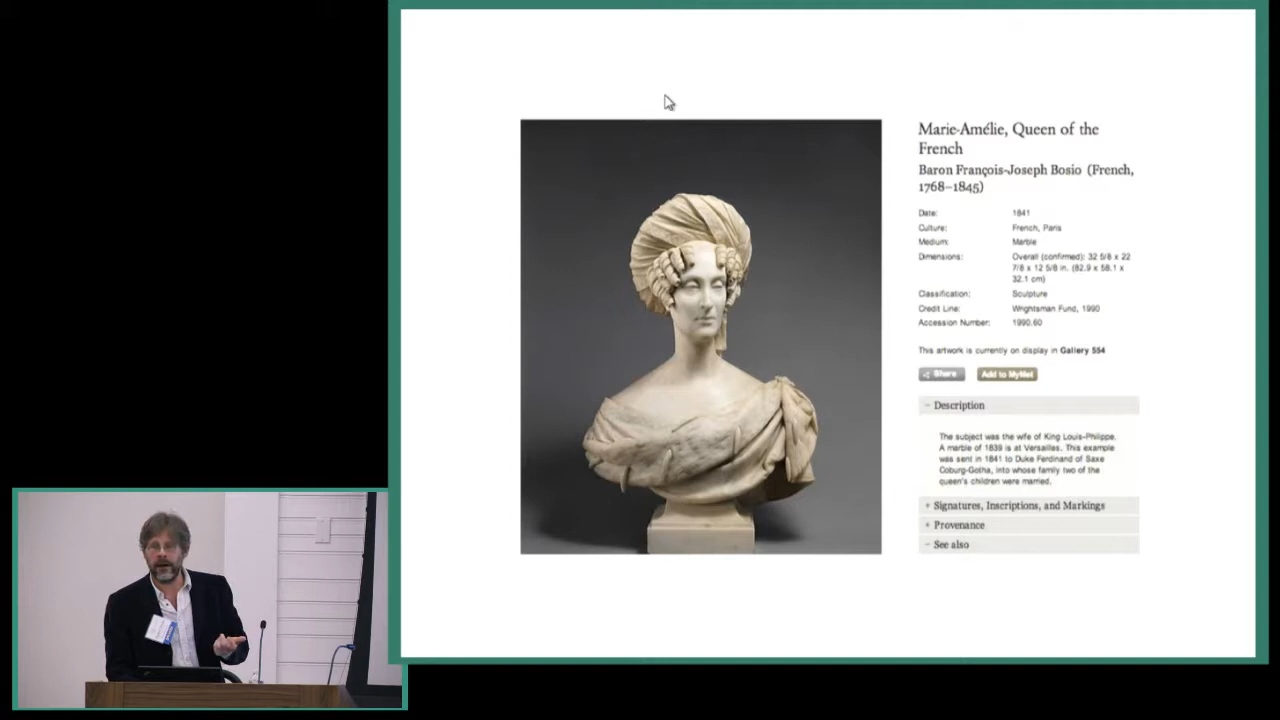 Marie-Amélie, Queen of the
French
Baron François-Joseph Bosio (French,
1768–1845)
Date: 1841
Culture: French, Paris
Medium: Marble
Dimensions: Overall (confirmed): 32 5/8 x 22
7/8 x 12 5/8 in. (82.9 x 58.1 x
32.1 cm)
Classification: Sculpture
Credit Line: Wrightsman Fund, 1990
Accession Number: 1990.60
This artwork is currently on display in Gallery 554
Share Add to MyMet
− Description
The subject was the wife of King Louis-Philippe.
A marble of 1839 is at Versailles. This example
was sent in 1841 to Duke Ferdinand of Saxe
Coburg-Gotha, into whose family two of the
queen's children were married.
+ Signatures, Inscriptions, and Markings
+ Provenance
− See also